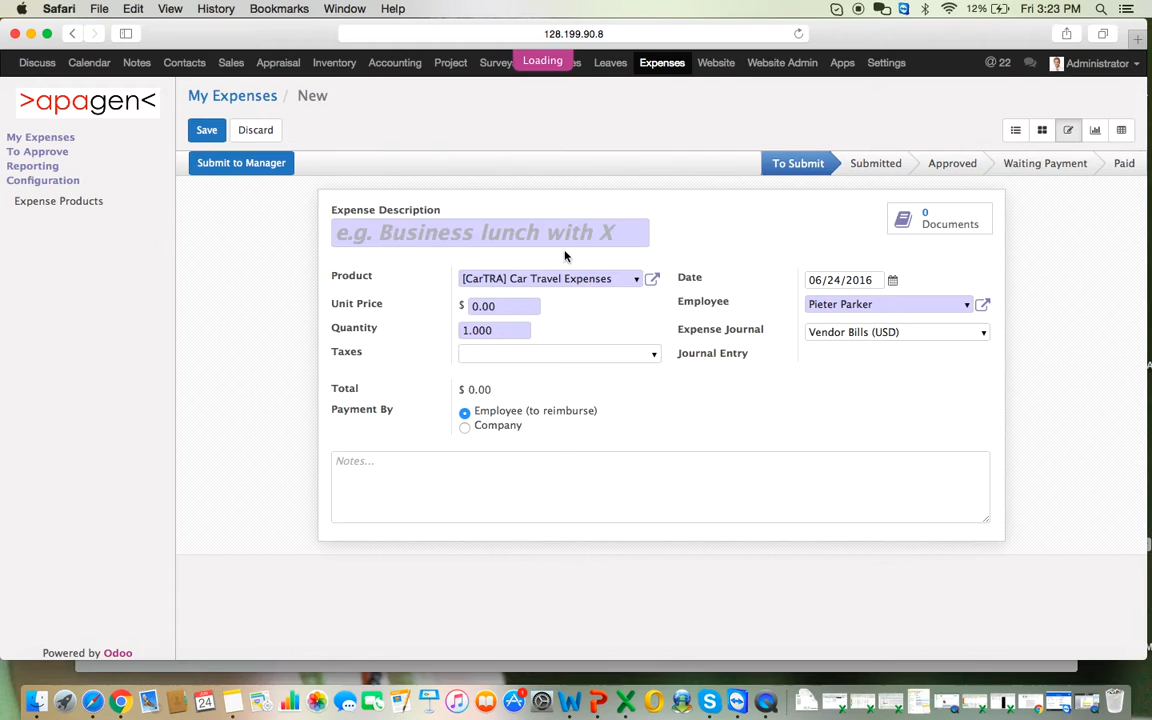 Safari File Edit View History Bookmarks Window Help 12% Fri 3:23 PM
128.199.90.8
Discuss Calendar Notes Contacts Sales Appraisal Inventory Accounting Project Survey Loading es Leaves Expenses Website Website Admin Apps Settings @ 22 Administrator
>apagen<
My Expenses / New
Save Discard
My Expenses
To Approve
Reporting
Configuration
Expense Products
Submit to Manager To Submit Submitted Approved Waiting Payment Paid
Expense Description
e.g. Business lunch with X
0
Documents
Product [CarTRA] Car Travel Expenses
Unit Price $ 0.00
Quantity 1.000
Taxes
Total $ 0.00
Payment By Employee (to reimburse)
Company
Date 06/24/2016
Employee Pieter Parker
Expense Journal Vendor Bills (USD)
Journal Entry
Notes...
Powered by Odoo